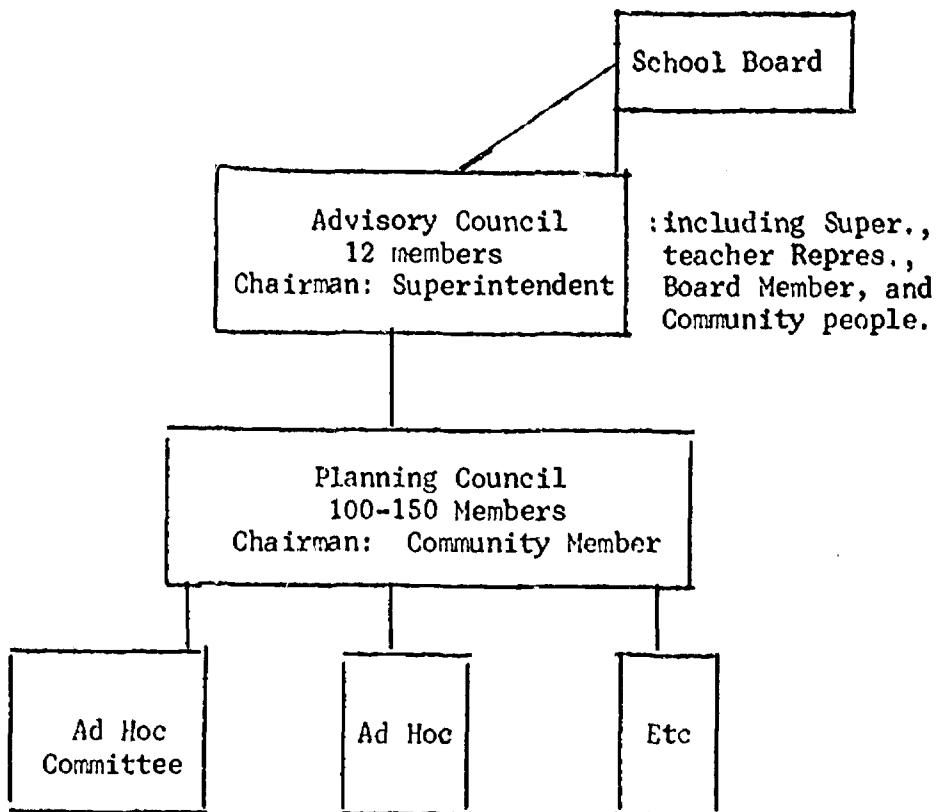 School Board
Advisory Council
12 members
Chairman: Superintendent
:including Super.,
teacher Repres.,
Board Member, and
Community people.
Planning Council
100-150 Members
Chairman: Community Member
Ad Hoc
Committee
Ad Hoc
Etc